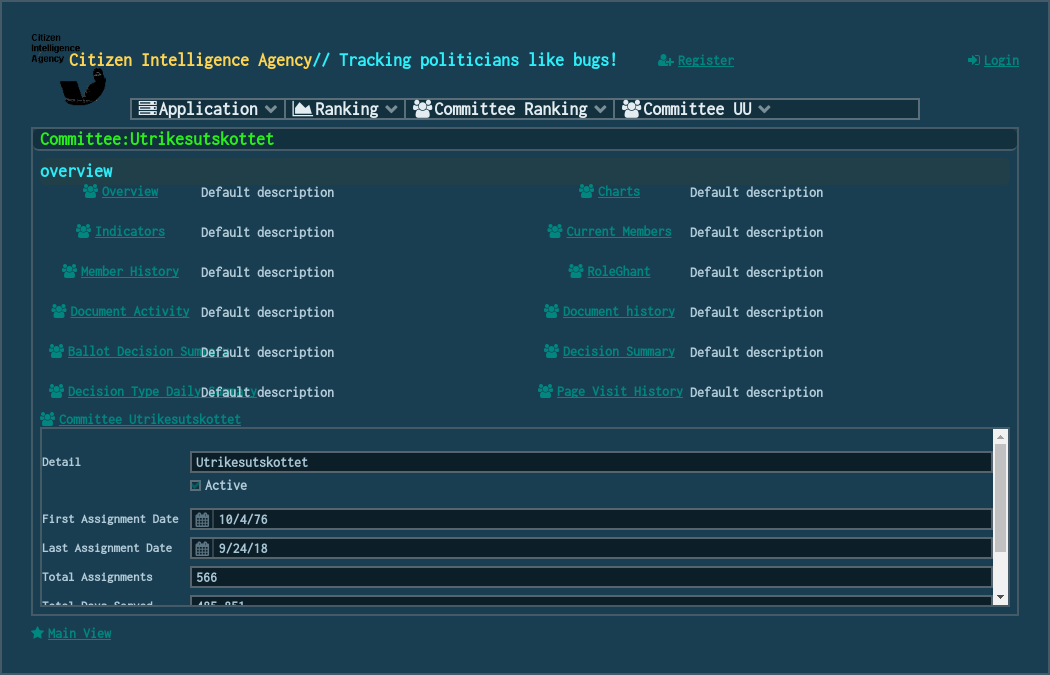 Citizen
Intelligence
Agency
Citizen Intelligence Agency// Tracking politicians like bugs!
Register
Login
Application Ranking Committee Ranking Committee UU
Committee:Utrikesutskottet
overview
Overview Default description Charts Default description
Indicators Default description Current Members Default description
Member History Default description RoleGhant Default description
Document Activity Default description Document history Default description
Ballot Decision Default description Decision Summary Default description
Decision Type Daily Default description Page Visit History Default description
Committee Utrikesutskottet
Detail Utrikesutskottet
Active
First Assignment Date 10/4/76
Last Assignment Date 9/24/18
Total Assignments 566
Total Days Served 485,851
Main View